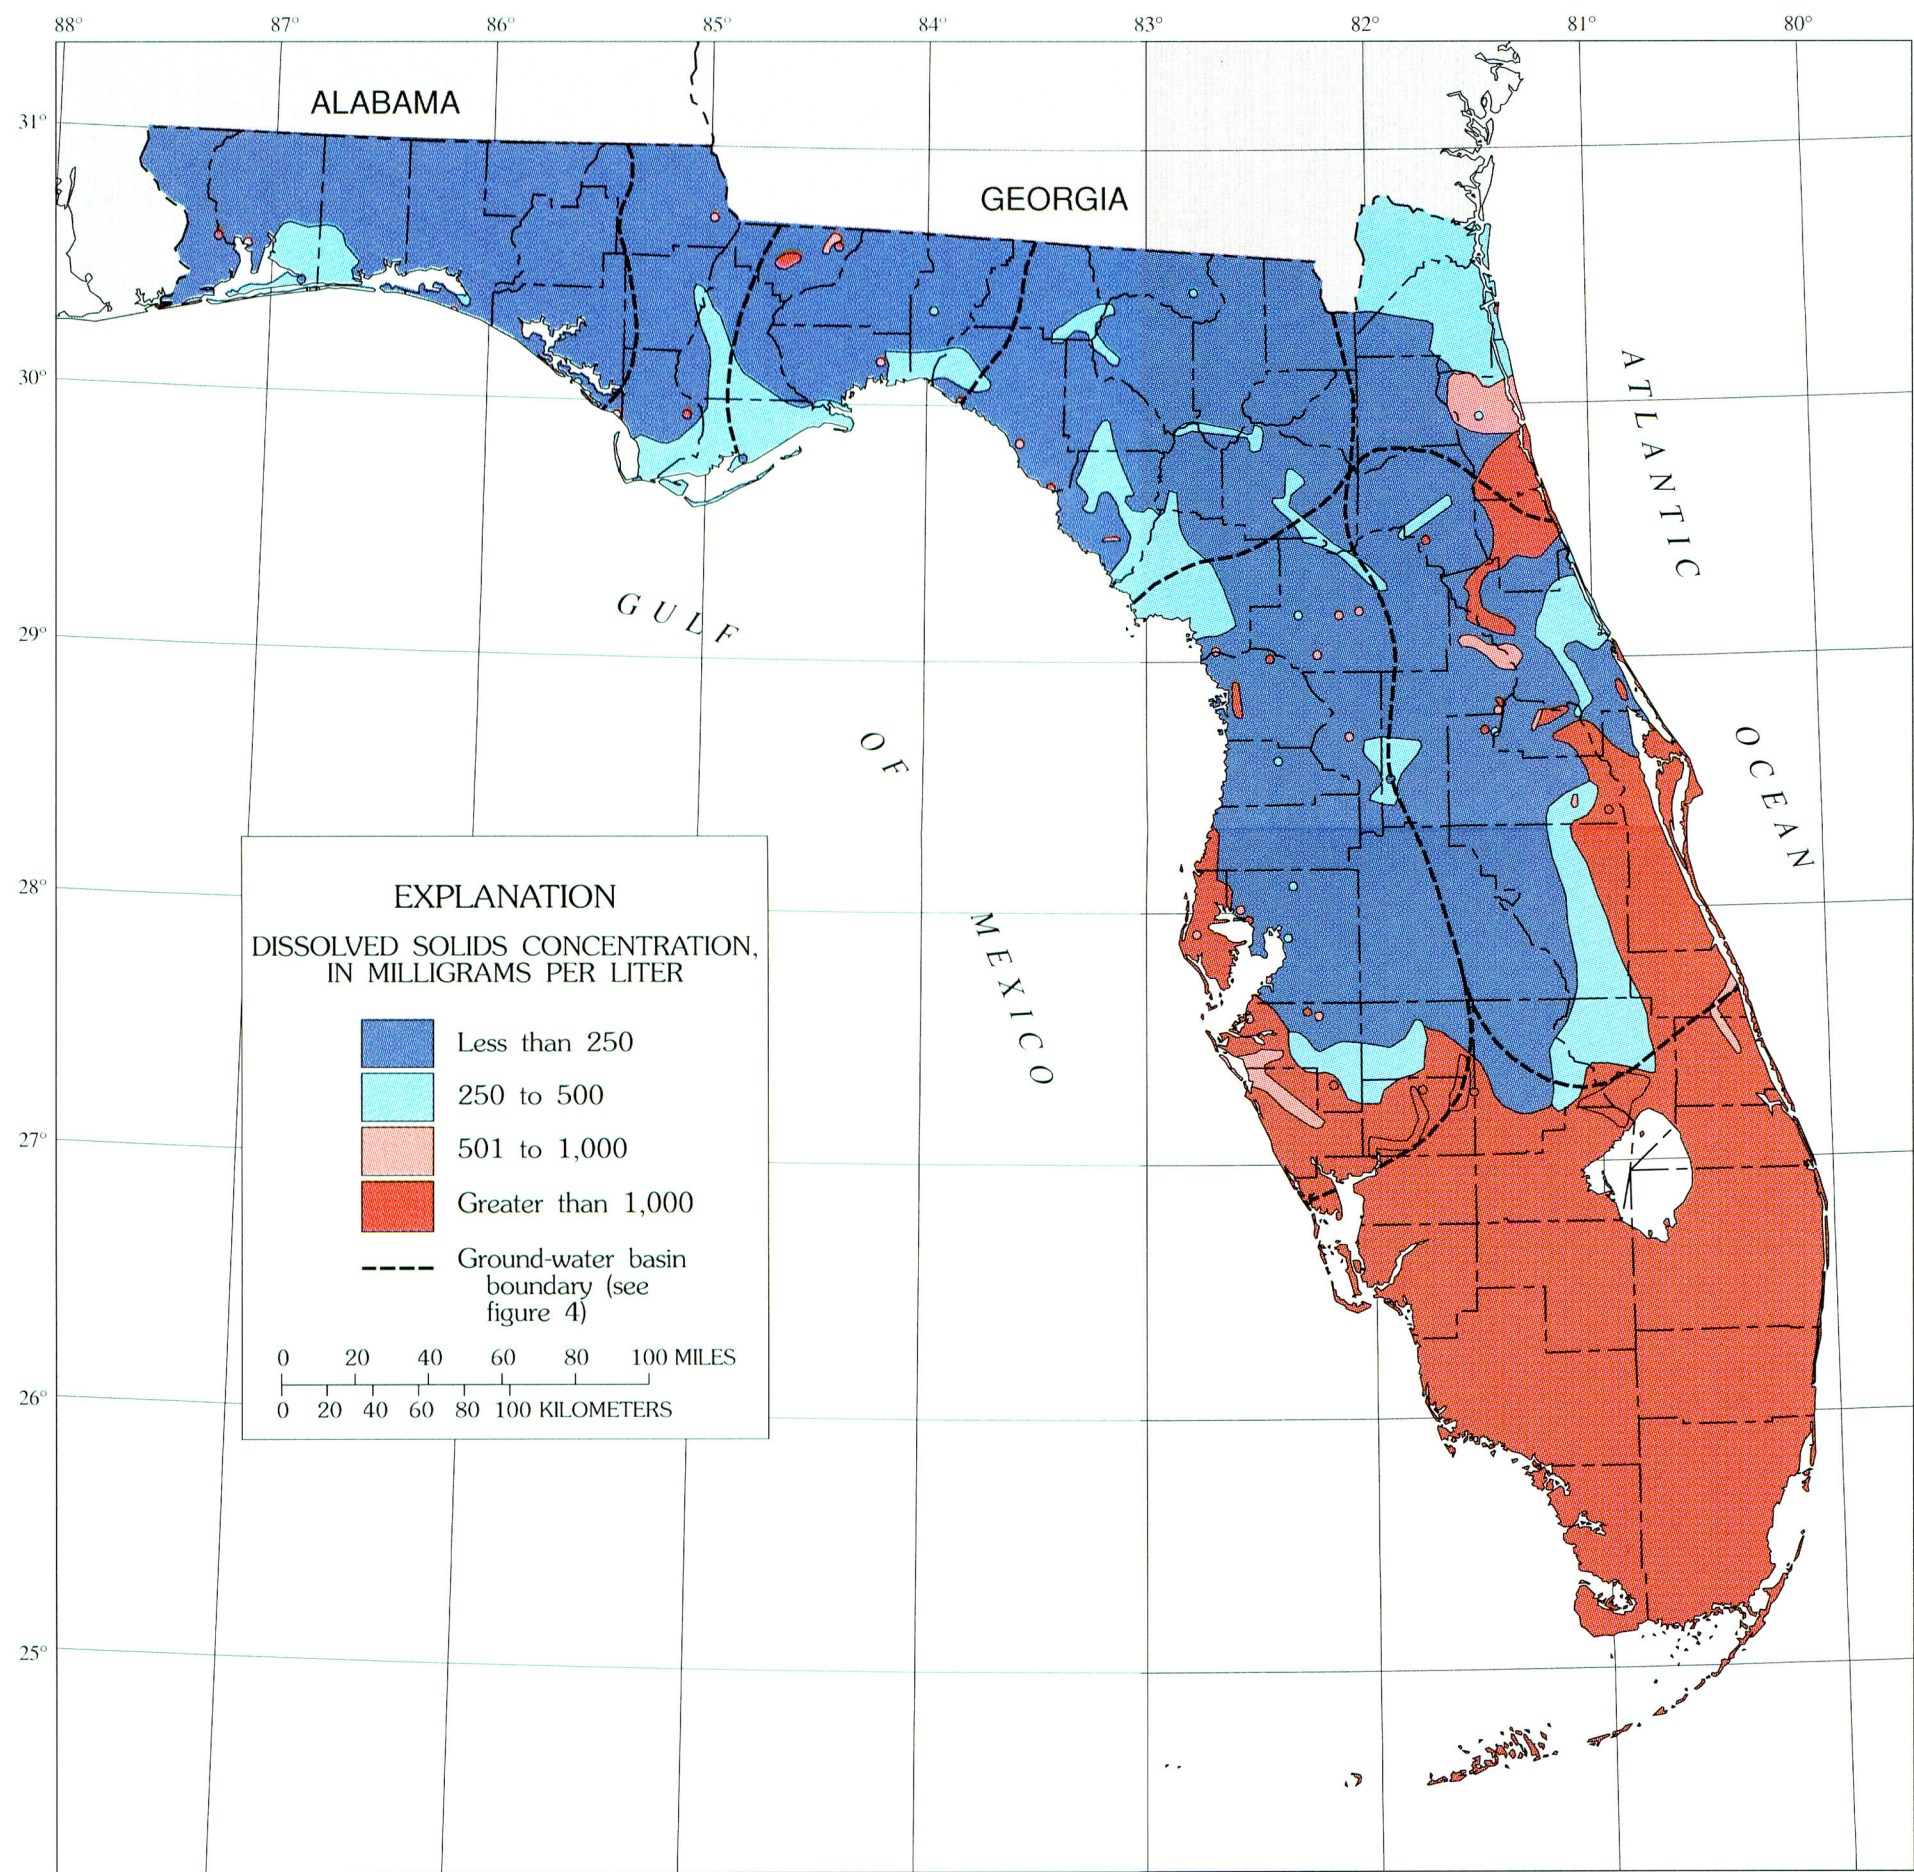 88° 87° 86° 85° 84° 83° 82° 81° 80°
31°
30°
29°
28°
27°
26°
25°
ALABAMA
GEORGIA
GULF
OF
MEXICO
ATLANTIC
OCEAN
EXPLANATION
DISSOLVED SOLIDS CONCENTRATION,
IN MILLIGRAMS PER LITER
Less than 250
250 to 500
501 to 1,000
Greater than 1,000
Ground-water basin
boundary (see
figure 4)
0 20 40 60 80 100 MILES
0 20 40 60 80 100 KILOMETERS